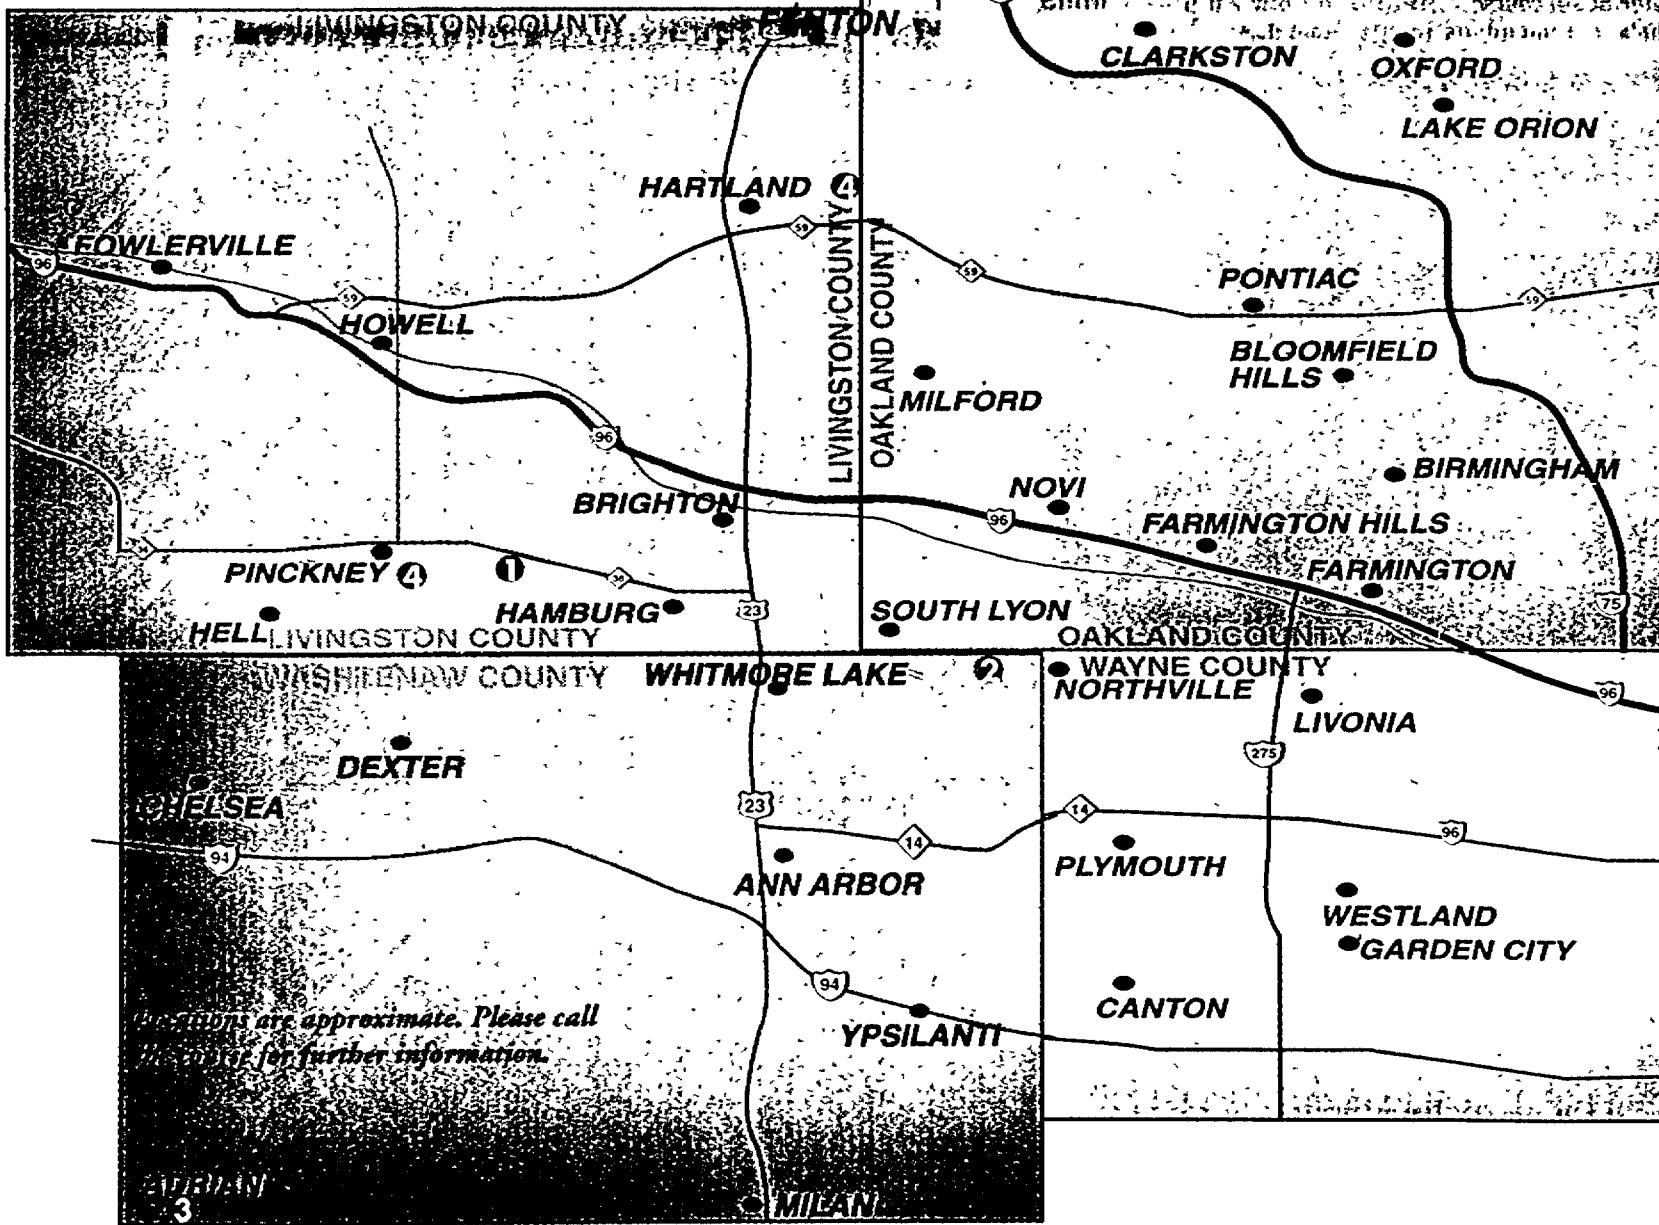 LIVINGSTON COUNTY
FENTON
CLARKSTON
OXFORD
LAKE ORION
HARTLAND 4
59
FOWLERVILLE
96
59
HOWELL
LIVINGSTON COUNTY
OAKLAND COUNTY
59
PONTIAC
59
BLOOMFIELD
HILLS
MILFORD
96
BIRMINGHAM
BRIGHTON
NOVI
96
FARMINGTON HILLS
36
PINCKNEY 4
1
36
FARMINGTON
HAMBURG
23
SOUTH LYON
75
HELL
LIVINGSTON COUNTY
OAKLAND COUNTY
WASHTENAW COUNTY
WHITMORE LAKE
2
WAYNE COUNTY
NORTHVILLE
96
LIVONIA
DEXTER
275
CHELSEA
23
14
14
96
94
ANN ARBOR
PLYMOUTH
WESTLAND
GARDEN CITY
94
CANTON
are approximate. Please call
course for further information.
YPSILANTI
ADRIAN
3
MILAN